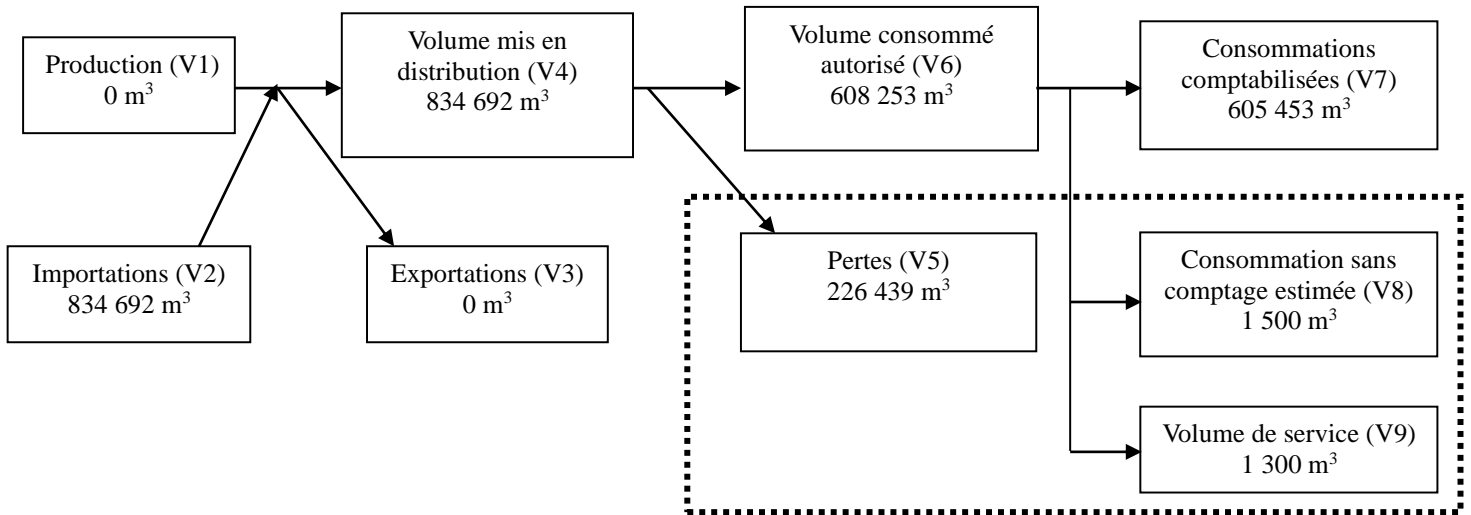 Production (V1)
0 m³
Volume mis en
distribution (V4)
834 692 m³
Volume consommé
autorisé (V6)
608 253 m³
Consommations
comptabilisées (V7)
605 453 m³
Importations (V2)
834 692 m³
Exportations (V3)
0 m³
Pertes (V5)
226 439 m³
Consommation sans
comptage estimée (V8)
1 500 m³
Volume de service (V9)
1 300 m³